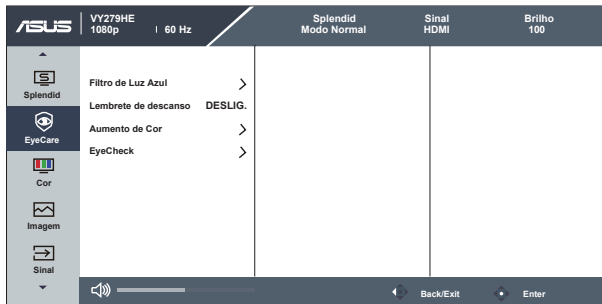 ASUS
VY279HE
1080p 60 Hz
Splendid
Modo Normal
Sinal
HDMI
Brilho
100
Splendid
EyeCare
Cor
Imagem
Sinal
Filtro de Luz Azul
Lembrete de descanso DESLIG.
Aumento de Cor
EyeCheck
Back/Exit
Enter